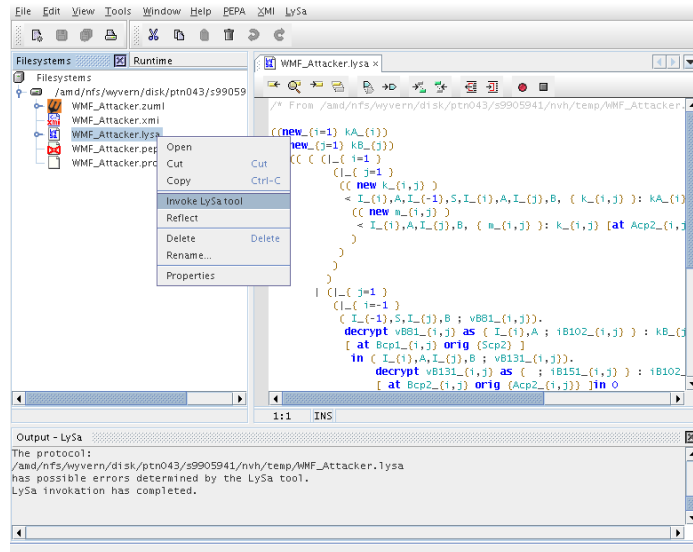 File Edit View Tools Window Help PEPA XMI LySa
Filesystems Runtime
Filesystems
/amd/nfs/wyvern/disk/ptn043/s99059
WMF_Attacker.zuml
WMF_Attacker.xmi
WMF_Attacker.lysa
WMF_Attacker.pep
WMF_Attacker.pro
Open
Cut Cut
Copy Ctrl-C
Invoke LySa tool
Reflect
Delete Delete
Rename...
Properties
WMF_Attacker.lysa ×
/* From /amd/nfs/wyvern/disk/ptn043/s9905941/nvh/temp/WMF_Attacker.
((new_{i=1} kA_{i})
new_{j=1} kB_{j})
(( ( (|_{ i=1 }
(|_{ j=1 }
(( new k_{i,j} )
< I_{i},A,I_{-1},S,I_{i},A,I_{j},B, { k_{i,j} }: kA_{i}
(( new m_{i,j} )
< I_{i},A,I_{j},B, { m_{i,j} }: k_{i,j} [at Acp2_{i,j
)
)
)
)
| (|_{ j=1 }
(|_{ i=-1 }
( I_{-1},S,I_{j},B ; vB81_{i,j}).
decrypt vB81_{i,j} as { I_{i},A ; iB102_{i,j} } : kB_{j
[ at Bcp1_{i,j} orig {Scp2} ]
in ( I_{i},A,I_{j},B ; vB131_{i,j}).
decrypt vB131_{i,j} as { ; iB151_{i,j} } : iB102_
[ at Bcp2_{i,j} orig {Acp2_{i,j}} ]in 0
1:1 INS
Output - LySa
The protocol:
/amd/nfs/wyvern/disk/ptn043/s9905941/nvh/temp/WMF_Attacker.lysa
has possible errors determined by the LySa tool.
LySa invokation has completed.